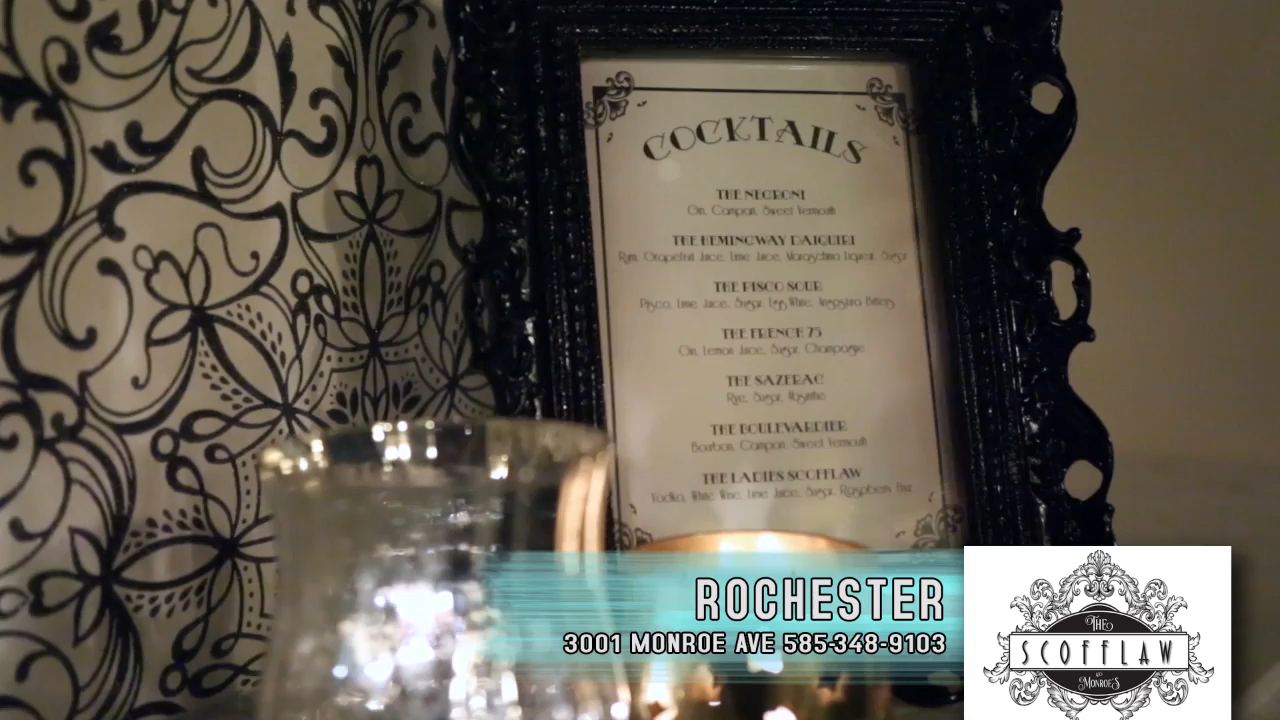 COCKTAILS
THE NEGRONI
Gin, Campari, Sweet Vermouth
THE HEMINGWAY DAIQUIRI
Rum, Grapefruit Juice, Lime Juice, Maraschino Liqueur, Sugar
THE PISCO SOUR
Pisco, Lime Juice, Sugar, Egg White, Angostura Bitters
THE FRENCH 75
Gin, Lemon Juice, Sugar, Champagne
THE SAZERAC
Rye, Sugar, Absinthe
THE BOULEVARDIER
Bourbon, Campari, Sweet Vermouth
THE LADIES SCOFFLAW
Vodka, White Wine, Lime Juice, Sugar, Raspberry
ROCHESTER
3001 MONROE AVE 585-348-9103
THE
SCOFFLAW
MONROE'S